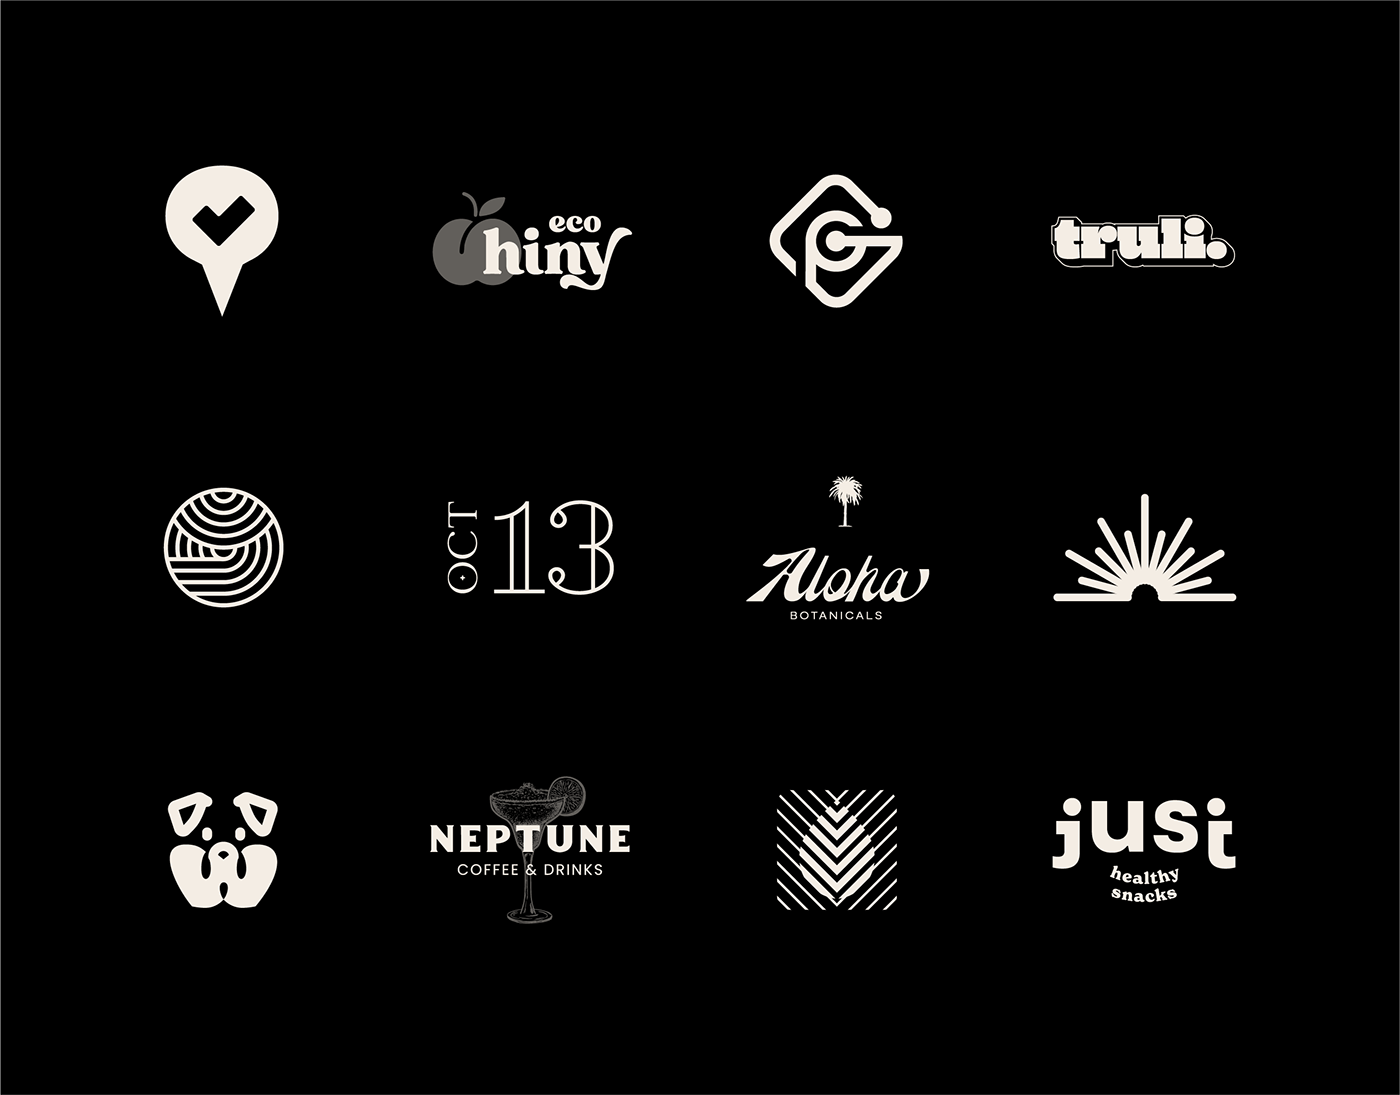 eco
hiny
truli.
OCT
13
Aloha
BOTANICALS
NEPTUNE
COFFEE & DRINKS
just
healthy
snacks